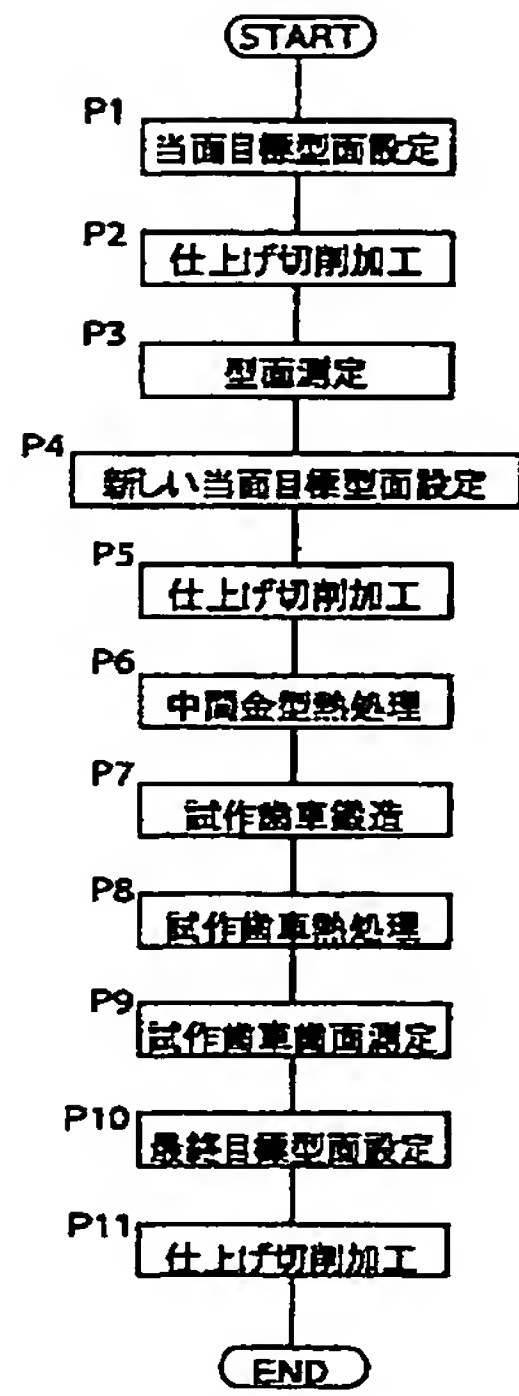 START
P1
当面目標型面設定
P2
仕上げ切削加工
P3
型面測定
P4
新しい当面目標型面設定
P5
仕上げ切削加工
P6
中間金型熱処理
P7
試作歯車鍛造
P8
試作歯車熱処理
P9
試作歯車歯面測定
P10
最終目標型面設定
P11
仕上げ切削加工
END